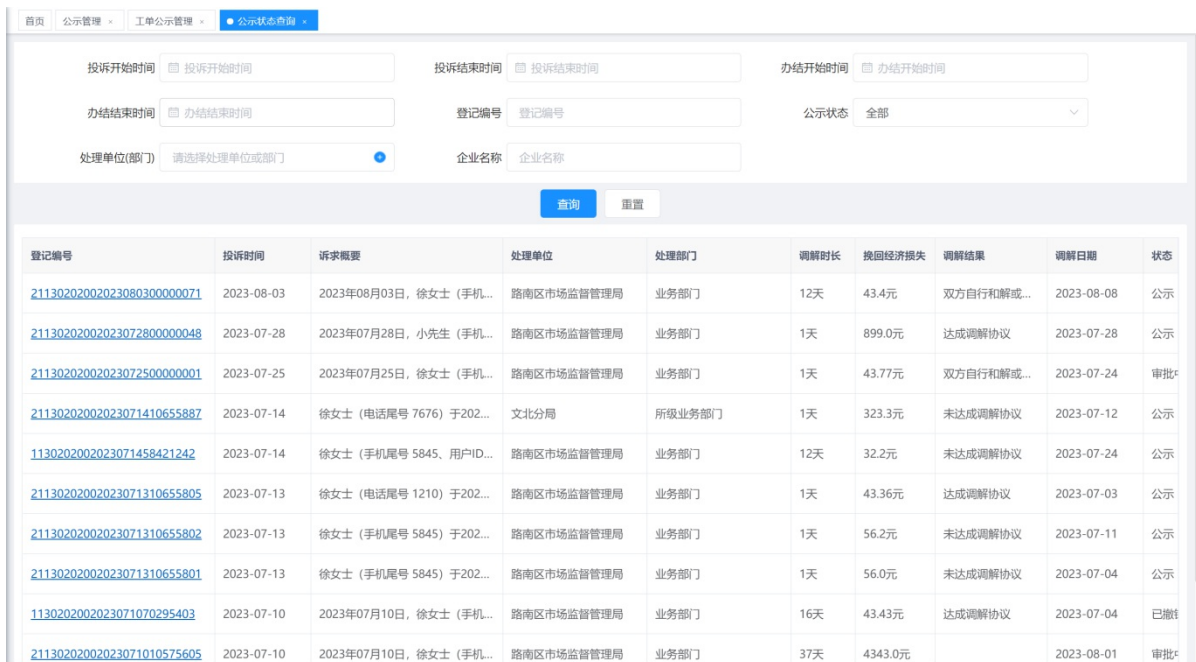 首页 公示管理 × 工单公示管理 × 公示状态查询 ×
投诉开始时间 投诉开始时间 投诉结束时间 投诉结束时间 办结开始时间 办结开始时间
办结结束时间 办结结束时间 登记编号 登记编号 公示状态 全部
处理单位(部门) 请选择处理单位或部门 企业名称 企业名称
查询 重置
登记编号 投诉时间 诉求概要 处理单位 处理部门 调解时长 挽回经济损失 调解结果 调解日期 状态
21130202002023080300000071 2023-08-03 2023年08月03日，徐女士（手机... 路南区市场监督管理局 业务部门 12天 43.4元 双方自行和解或... 2023-08-08 公示
21130202002023072800000048 2023-07-28 2023年07月28日，小先生（手机... 路南区市场监督管理局 业务部门 1天 899.0元 达成调解协议 2023-07-28 公示
21130202002023072500000001 2023-07-25 2023年07月25日，徐女士（手机... 路南区市场监督管理局 业务部门 1天 43.77元 双方自行和解或... 2023-07-24 审批
21130202002023071410655887 2023-07-14 徐女士（电话尾号 7676）于202... 文北分局 所级业务部门 1天 323.3元 未达成调解协议 2023-07-12 公示
1130202002023071458421242 2023-07-14 徐女士（手机尾号 5845、用户ID... 路南区市场监督管理局 业务部门 12天 32.2元 未达成调解协议 2023-07-24 公示
21130202002023071310655805 2023-07-13 徐女士（电话尾号 1210）于202... 路南区市场监督管理局 业务部门 1天 43.36元 达成调解协议 2023-07-03 公示
21130202002023071310655802 2023-07-13 徐女士（手机尾号 5845）于202... 路南区市场监督管理局 业务部门 1天 56.2元 未达成调解协议 2023-07-11 公示
21130202002023071310655801 2023-07-13 徐女士（手机尾号 5845）于202... 路南区市场监督管理局 业务部门 1天 56.0元 未达成调解协议 2023-07-04 公示
1130202002023071070295403 2023-07-10 2023年07月10日，徐女士（手机... 路南区市场监督管理局 业务部门 16天 43.43元 达成调解协议 2023-07-04 已撤
21130202002023071010575605 2023-07-10 2023年07月10日，徐女士（手机... 路南区市场监督管理局 业务部门 37天 4343.0元 2023-08-01 审批